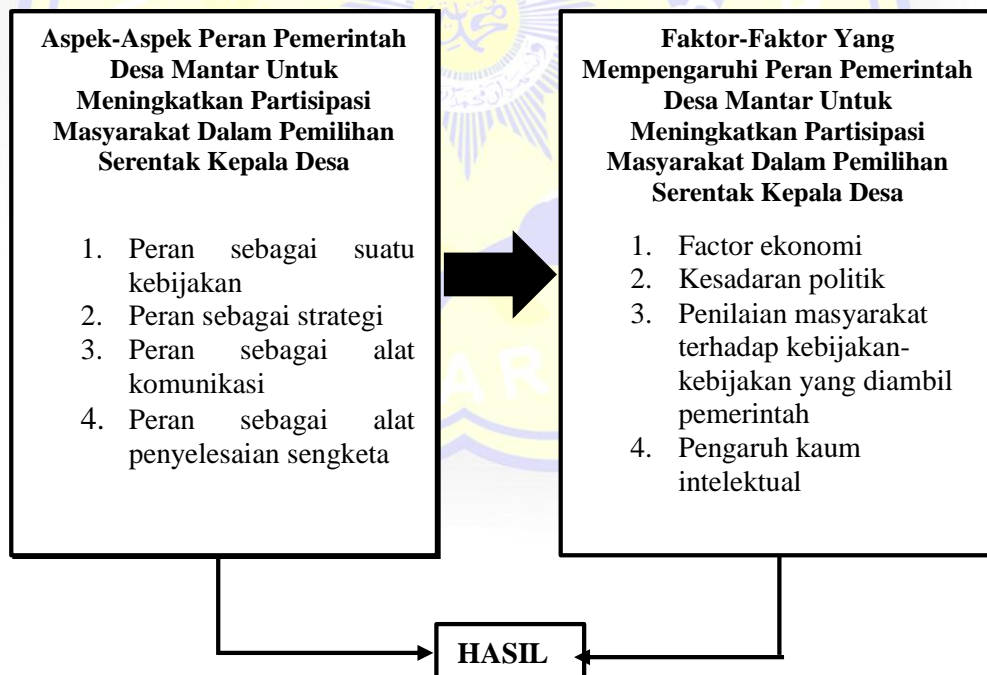 Aspek-Aspek Peran Pemerintah
Desa Mantar Untuk
Meningkatkan Partisipasi
Masyarakat Dalam Pemilihan
Serentak Kepala Desa
1. Peran sebagai suatu
kebijakan
2. Peran sebagai strategi
3. Peran sebagai alat
komunikasi
4. Peran sebagai alat
penyelesaian sengketa
Faktor-Faktor Yang
Mempengaruhi Peran Pemerintah
Desa Mantar Untuk
Meningkatkan Partisipasi
Masyarakat Dalam Pemilihan
Serentak Kepala Desa
1. Factor ekonomi
2. Kesadaran politik
3. Penilaian masyarakat
terhadap kebijakan-
kebijakan yang diambil
pemerintah
4. Pengaruh kaum
intelektual
HASIL